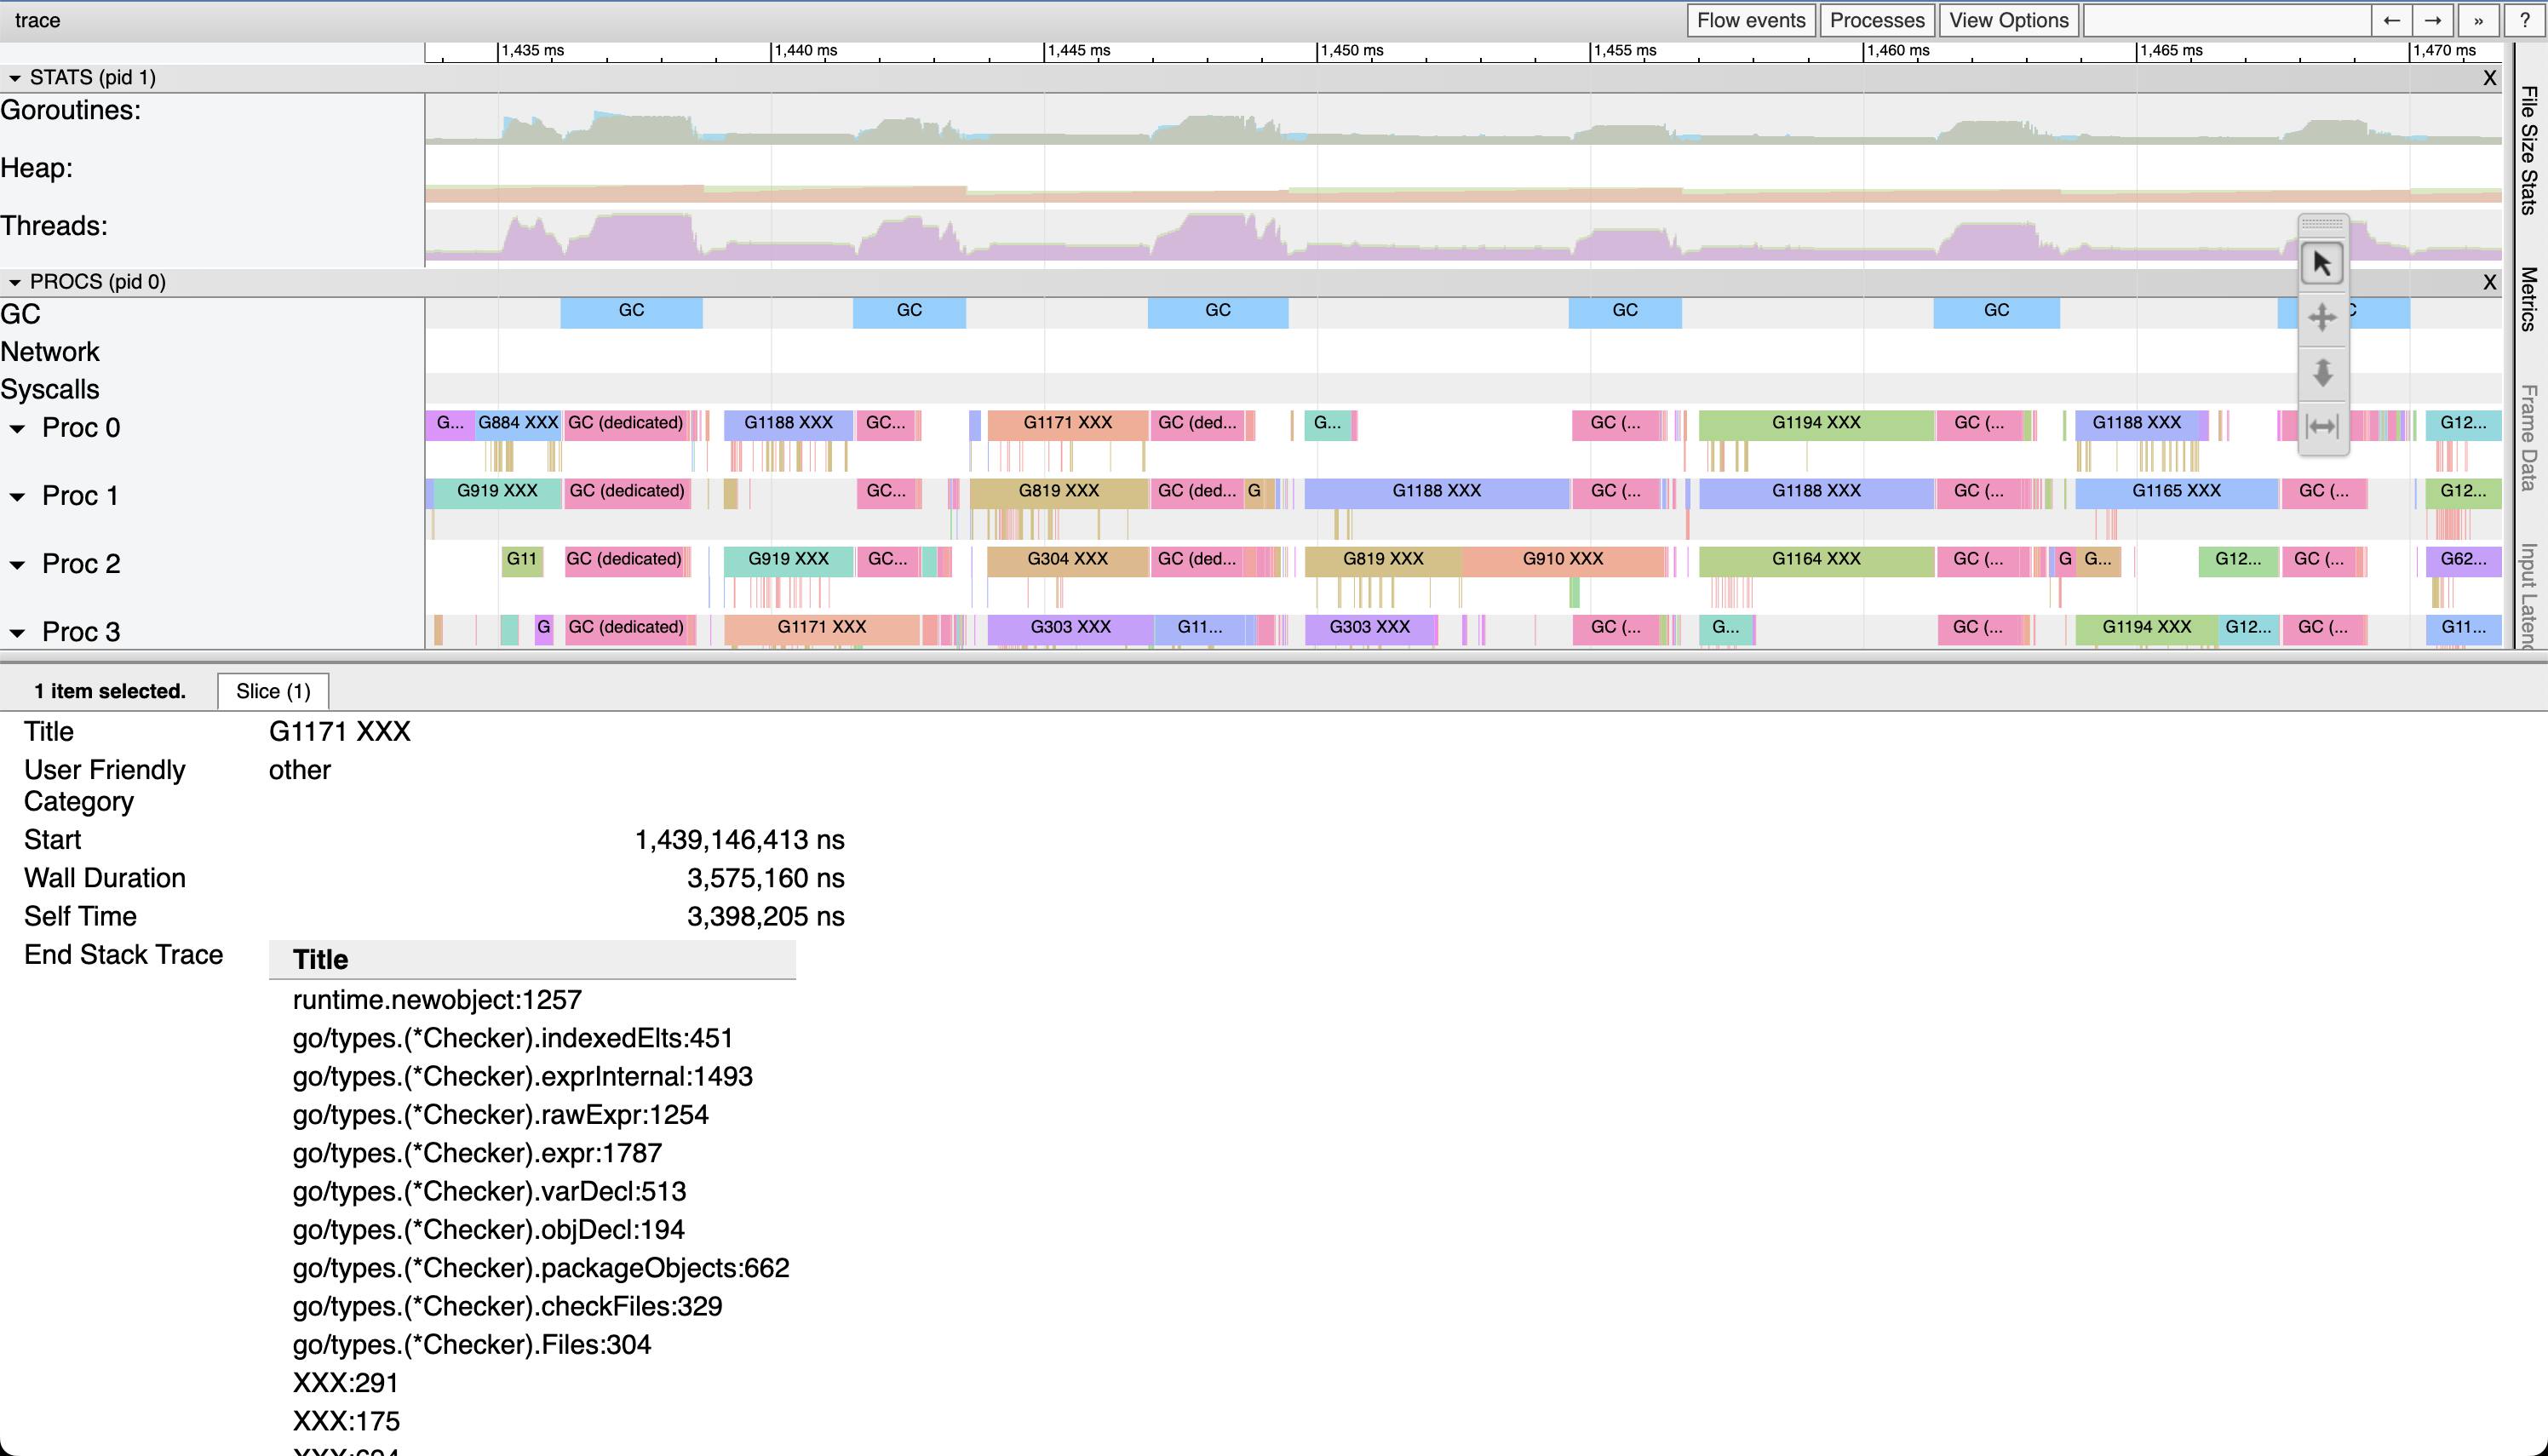 trace
Flow events Processes View Options ← → » ?
1,435 ms 1,440 ms 1,445 ms 1,450 ms 1,455 ms 1,460 ms 1,465 ms 1,470 ms
STATS (pid 1) X
Goroutines:
Heap:
Threads:
PROCS (pid 0) X
GC GC GC GC GC GC
Network
Syscalls
Proc 0 G... G884 XXX GC (dedicated) G1188 XXX GC... G1171 XXX GC (ded... G... GC (... G1194 XXX GC (... G1188 XXX G12...
Proc 1 G919 XXX GC (dedicated) GC... G819 XXX GC (ded... G G1188 XXX GC (... G1188 XXX GC (... G1165 XXX GC (... G12...
Proc 2 G11 GC (dedicated) G919 XXX GC... G304 XXX GC (ded... G819 XXX G910 XXX G1164 XXX GC (... G G... G12... GC (... G62...
Proc 3 G GC (dedicated) G1171 XXX G303 XXX G11... G303 XXX GC (... G... GC (... G1194 XXX G12... GC (... G11...
File Size Stats
Metrics
Frame Data
Input Latenc
1 item selected. Slice (1)
Title G1171 XXX
User Friendly Category other
Start 1,439,146,413 ns
Wall Duration 3,575,160 ns
Self Time 3,398,205 ns
End Stack Trace Title
runtime.newobject:1257
go/types.(*Checker).indexedElts:451
go/types.(*Checker).exprInternal:1493
go/types.(*Checker).rawExpr:1254
go/types.(*Checker).expr:1787
go/types.(*Checker).varDecl:513
go/types.(*Checker).objDecl:194
go/types.(*Checker).packageObjects:662
go/types.(*Checker).checkFiles:329
go/types.(*Checker).Files:304
XXX:291
XXX:175